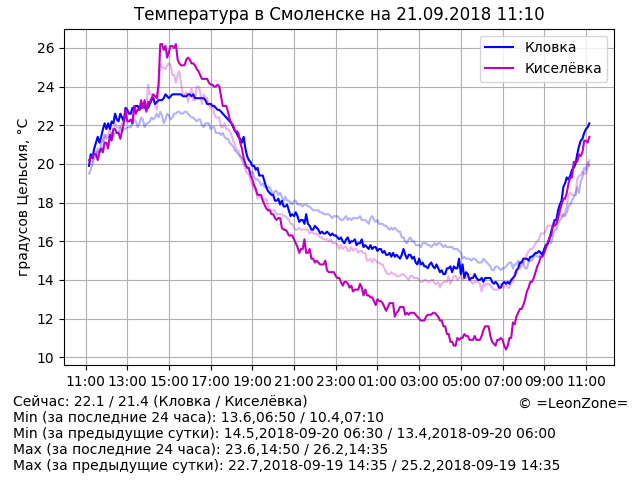 Температура в Смоленске на 21.09.2018 11:10
Кловка
Киселёвка
градусов Цельсия, °C
26
24
22
20
18
16
14
12
10
11:00 13:00 15:00 17:00 19:00 21:00 23:00 01:00 03:00 05:00 07:00 09:00 11:00
Сейчас: 22.1 / 21.4 (Кловка / Киселёвка)
© =LeonZone=
Min (за последние 24 часа): 13.6,06:50 / 10.4,07:10
Min (за предыдущие сутки): 14.5,2018-09-20 06:30 / 13.4,2018-09-20 06:00
Max (за последние 24 часа): 23.6,14:50 / 26.2,14:35
Max (за предыдущие сутки): 22.7,2018-09-19 14:35 / 25.2,2018-09-19 14:35